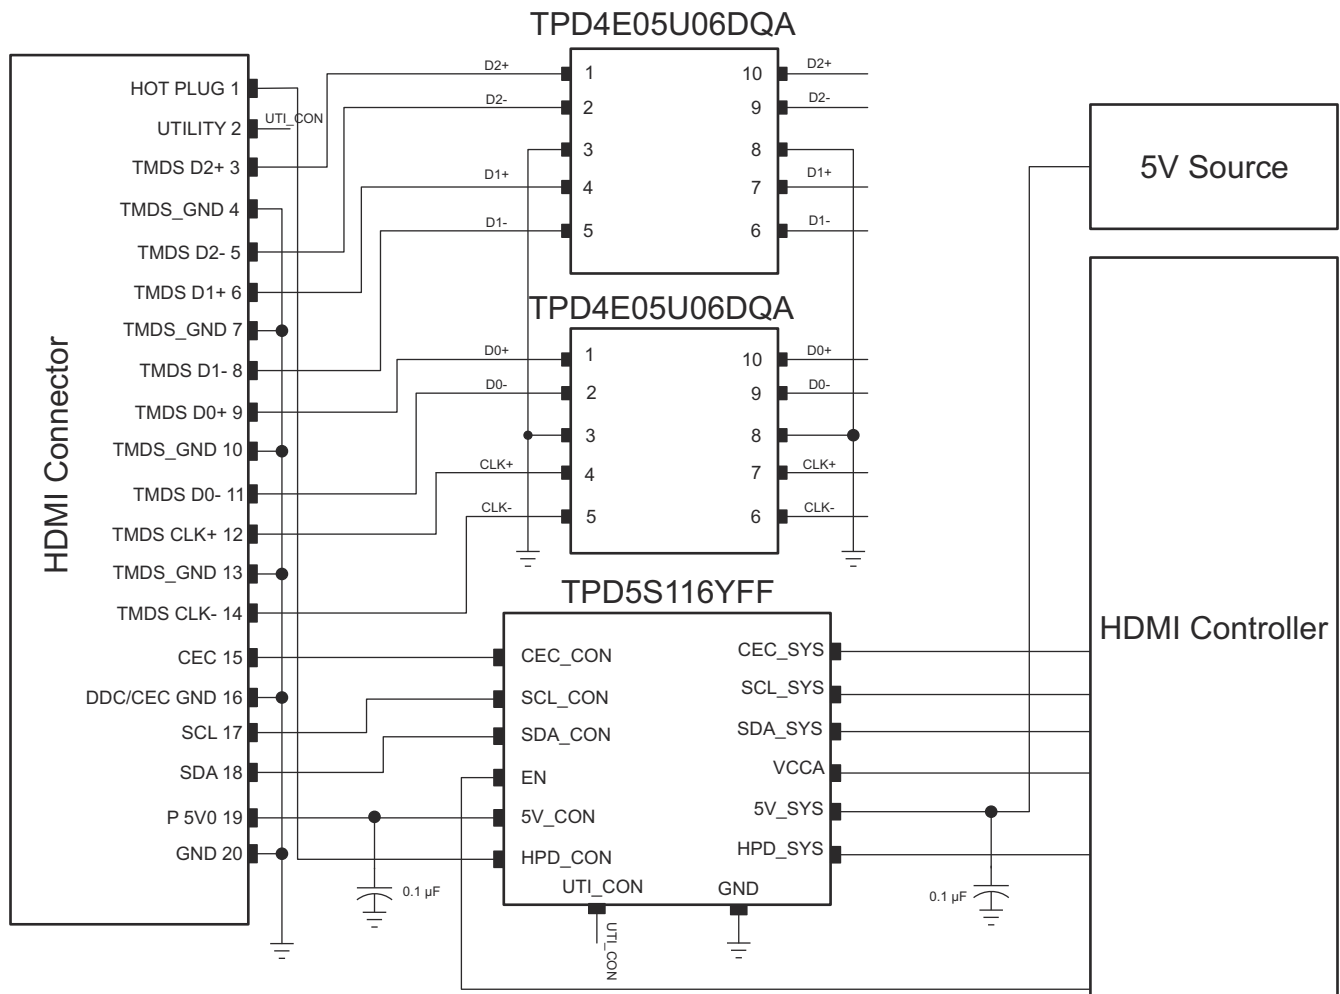 TPD4E05U06DQA
HDMI Connector
HOT PLUG 1
UTILITY 2
UTI_CON
TMDS D2+ 3
TMDS_GND 4
TMDS D2- 5
TMDS D1+ 6
TMDS_GND 7
TMDS D1- 8
TMDS D0+ 9
TMDS_GND 10
TMDS D0- 11
TMDS CLK+ 12
TMDS_GND 13
TMDS CLK- 14
CEC 15
DDC/CEC GND 16
SCL 17
SDA 18
P 5V0 19
GND 20
D2+ 1 10 D2+
D2- 2 9 D2-
3 8
D1+ 4 7 D1+
D1- 5 6 D1-
TPD4E05U06DQA
D0+ 1 10 D0+
D0- 2 9 D0-
3 8
CLK+ 4 7 CLK+
CLK- 5 6 CLK-
TPD5S116YFF
CEC_CON CEC_SYS
SCL_CON SCL_SYS
SDA_CON SDA_SYS
EN VCCA
5V_CON 5V_SYS
HPD_CON HPD_SYS
UTI_CON GND
UTI_CON
0.1 µF
0.1 µF
5V Source
HDMI Controller